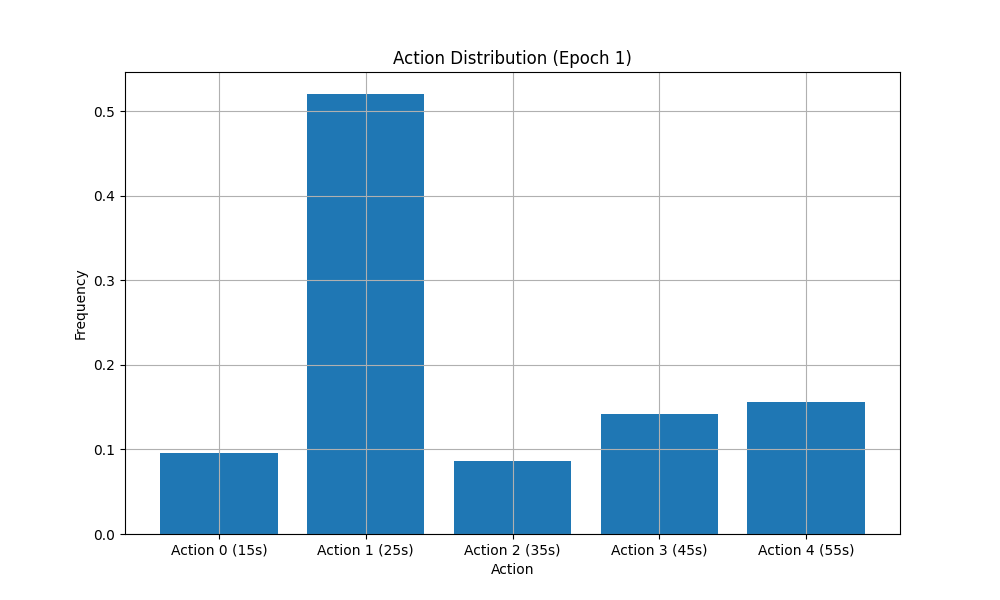 Action Distribution (Epoch 1)
Frequency
0.5
0.4
0.3
0.2
0.1
0.0
Action 0 (15s) Action 1 (25s) Action 2 (35s) Action 3 (45s) Action 4 (55s)
Action